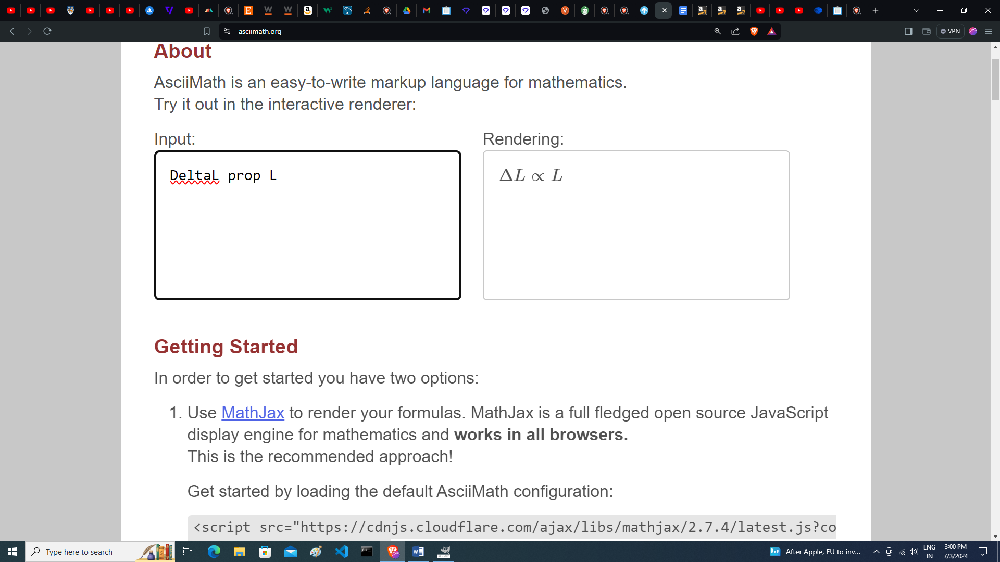 asciimath.org
VPN
About
AsciiMath is an easy-to-write markup language for mathematics.
Try it out in the interactive renderer:
Input:
Rendering:
DeltaL prop L
ΔL ∝ L
Getting Started
In order to get started you have two options:
1. Use MathJax to render your formulas. MathJax is a full fledged open source JavaScript
display engine for mathematics and works in all browsers.
This is the recommended approach!
Get started by loading the default AsciiMath configuration:
<script src="https://cdnjs.cloudflare.com/ajax/libs/mathjax/2.7.4/latest.js?co
Type here to search
After Apple, EU to inv...
ENG
IN
3:00 PM
7/3/2024